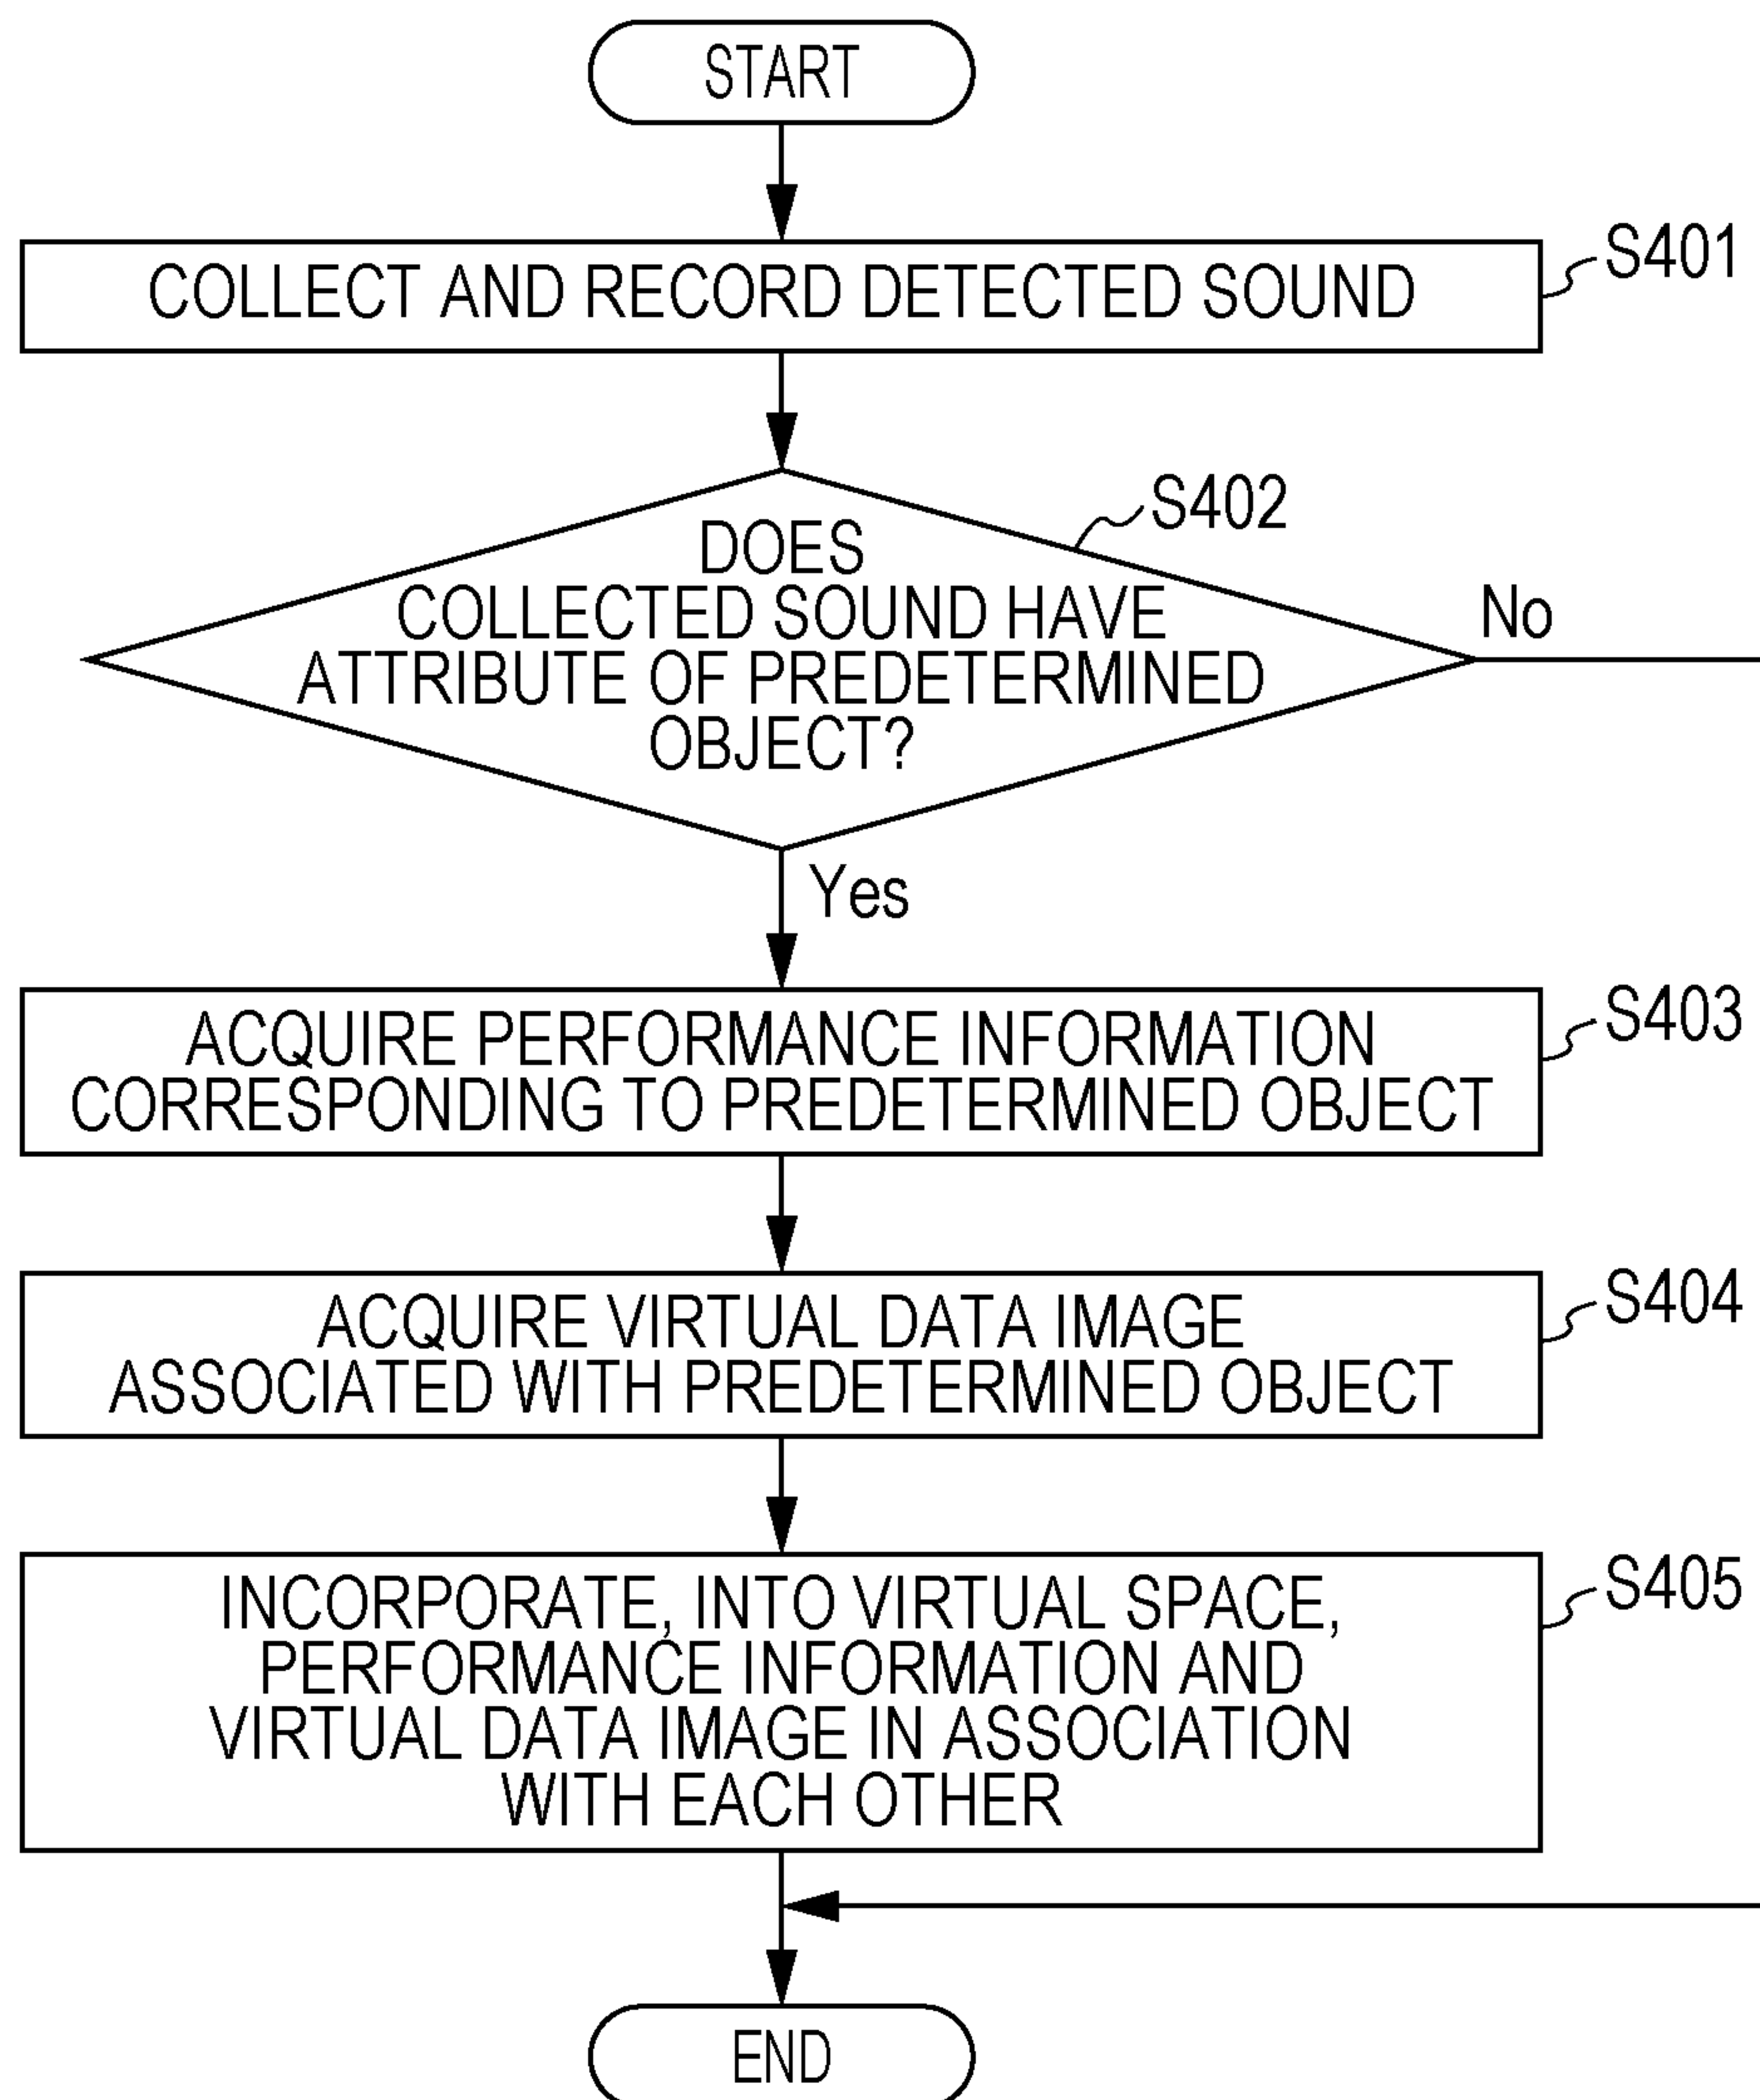 START
COLLECT AND RECORD DETECTED SOUND
S401
S402
DOES
COLLECTED SOUND HAVE
ATTRIBUTE OF PREDETERMINED
OBJECT?
No
Yes
ACQUIRE PERFORMANCE INFORMATION
CORRESPONDING TO PREDETERMINED OBJECT
S403
ACQUIRE VIRTUAL DATA IMAGE
ASSOCIATED WITH PREDETERMINED OBJECT
S404
INCORPORATE, INTO VIRTUAL SPACE,
PERFORMANCE INFORMATION AND
VIRTUAL DATA IMAGE IN ASSOCIATION
WITH EACH OTHER
S405
END